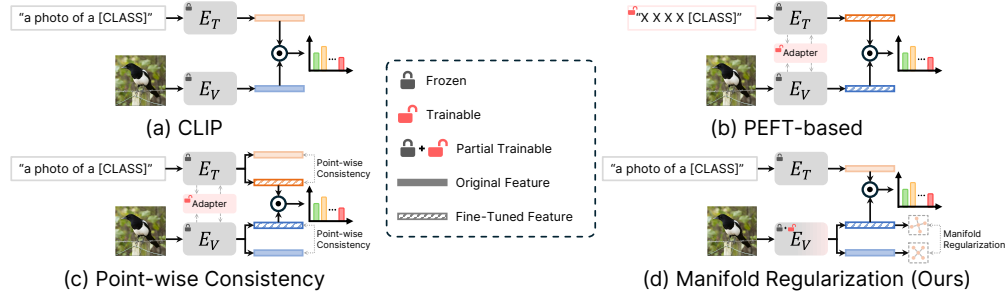 "a photo of a [CLASS]"
E_T
E_V
...
(a) CLIP
"X X X X [CLASS]"
E_T
Adapter
E_V
...
(b) PEFT-based
Frozen
Trainable
+
Partial Trainable
Original Feature
Fine-Tuned Feature
"a photo of a [CLASS]"
E_T
Adapter
E_V
Point-wise
Consistency
...
Point-wise
Consistency
(c) Point-wise Consistency
"a photo of a [CLASS]"
E_T
+
E_V
...
Manifold
Regularization
(d) Manifold Regularization (Ours)